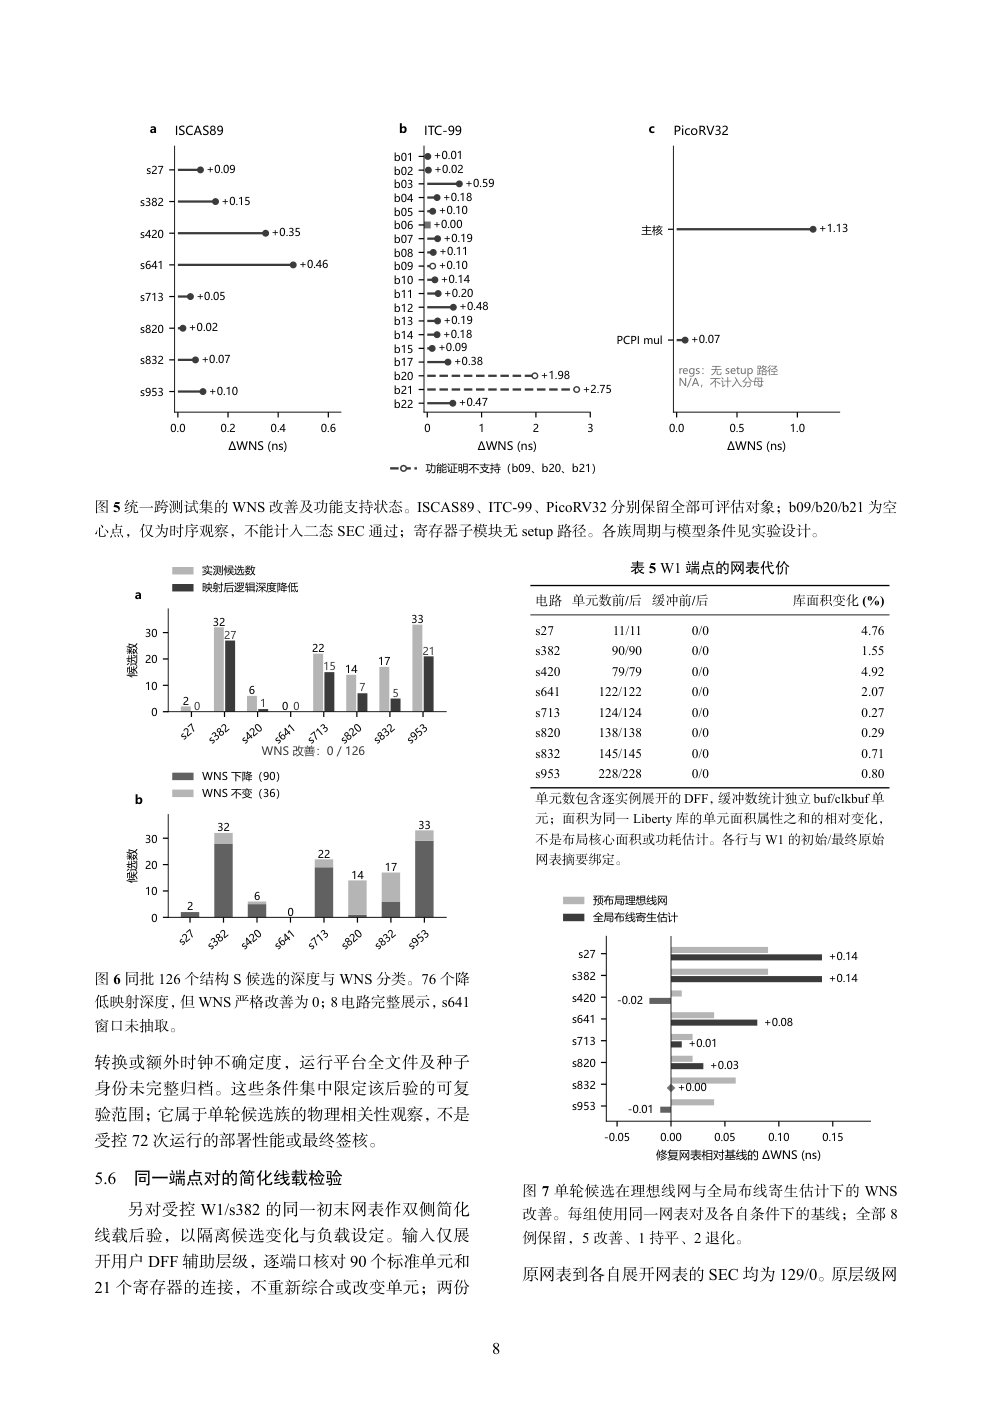 a ISCAS89
s27 +0.09
s382 +0.15
s420 +0.35
s641 +0.46
s713 +0.05
s820 +0.02
s832 +0.07
s953 +0.10
0.0 0.2 0.4 0.6
ΔWNS (ns)
b ITC-99
b01 +0.01
b02 +0.02
b03 +0.59
b04 +0.18
b05 +0.10
b06 +0.00
b07 +0.19
b08 +0.11
b09 +0.10
b10 +0.14
b11 +0.20
b12 +0.48
b13 +0.19
b14 +0.18
b15 +0.09
b17 +0.38
b20 +1.98
b21 +2.75
b22 +0.47
0 1 2 3
ΔWNS (ns)
c PicoRV32
主核 +1.13
PCPI mul +0.07
regs：无 setup 路径
N/A，不计入分母
0.0 0.5 1.0
ΔWNS (ns)
功能证明不支持（b09、b20、b21）
图 5 统一跨测试集的 WNS 改善及功能支持状态。ISCAS89、ITC-99、PicoRV32 分别保留全部可评估对象；b09/b20/b21 为空
心点，仅为时序观察，不能计入二态 SEC 通过；寄存器子模块无 setup 路径。各族周期与模型条件见实验设计。
实测候选数
映射后逻辑深度降低
a
候选数
30
20
10
0
2 0
32 27
6 1
0 0
22 15
14 7
17 5
33 21
s27 s382 s420 s641 s713 s820 s832 s953
WNS 改善：0 / 126
WNS 下降（90）
WNS 不变（36）
b
候选数
30
20
10
0
2 32 6 0 22 14 17 33
s27 s382 s420 s641 s713 s820 s832 s953
图 6 同批 126 个结构 S 候选的深度与 WNS 分类。76 个降
低映射深度，但 WNS 严格改善为 0；8 电路完整展示，s641
窗口未抽取。
转换或额外时钟不确定度，运行平台全文件及种子
身份未完整归档。这些条件集中限定该后验的可复
验范围；它属于单轮候选族的物理相关性观察，不是
受控 72 次运行的部署性能或最终签核。
5.6 同一端点对的简化线载检验
另对受控 W1/s382 的同一初末网表作双侧简化
线载后验，以隔离候选变化与负载设定。输入仅展
开用户 DFF 辅助层级，逐端口核对 90 个标准单元和
21 个寄存器的连接，不重新综合或改变单元；两份
表 5 W1 端点的网表代价
电路 单元数前/后 缓冲前/后 库面积变化 (%)
s27 11/11 0/0 4.76
s382 90/90 0/0 1.55
s420 79/79 0/0 4.92
s641 122/122 0/0 2.07
s713 124/124 0/0 0.27
s820 138/138 0/0 0.29
s832 145/145 0/0 0.71
s953 228/228 0/0 0.80
单元数包含逐实例展开的 DFF，缓冲数统计独立 buf/clkbuf 单
元；面积为同一 Liberty 库的单元面积属性之和的相对变化，
不是布局核心面积或功耗估计。各行与 W1 的初始/最终原始
网表摘要绑定。
预布局理想线网
全局布线寄生估计
s27 +0.14
s382 +0.14
s420 -0.02
s641 +0.08
s713 +0.01
s820 +0.03
s832 +0.00
s953 -0.01
-0.05 0.00 0.05 0.10 0.15
修复网表相对基线的 ΔWNS (ns)
图 7 单轮候选在理想线网与全局布线寄生估计下的 WNS
改善。每组使用同一网表对及各自条件下的基线；全部 8
例保留，5 改善、1 持平、2 退化。
原网表到各自展开网表的 SEC 均为 129/0。原层级网
8